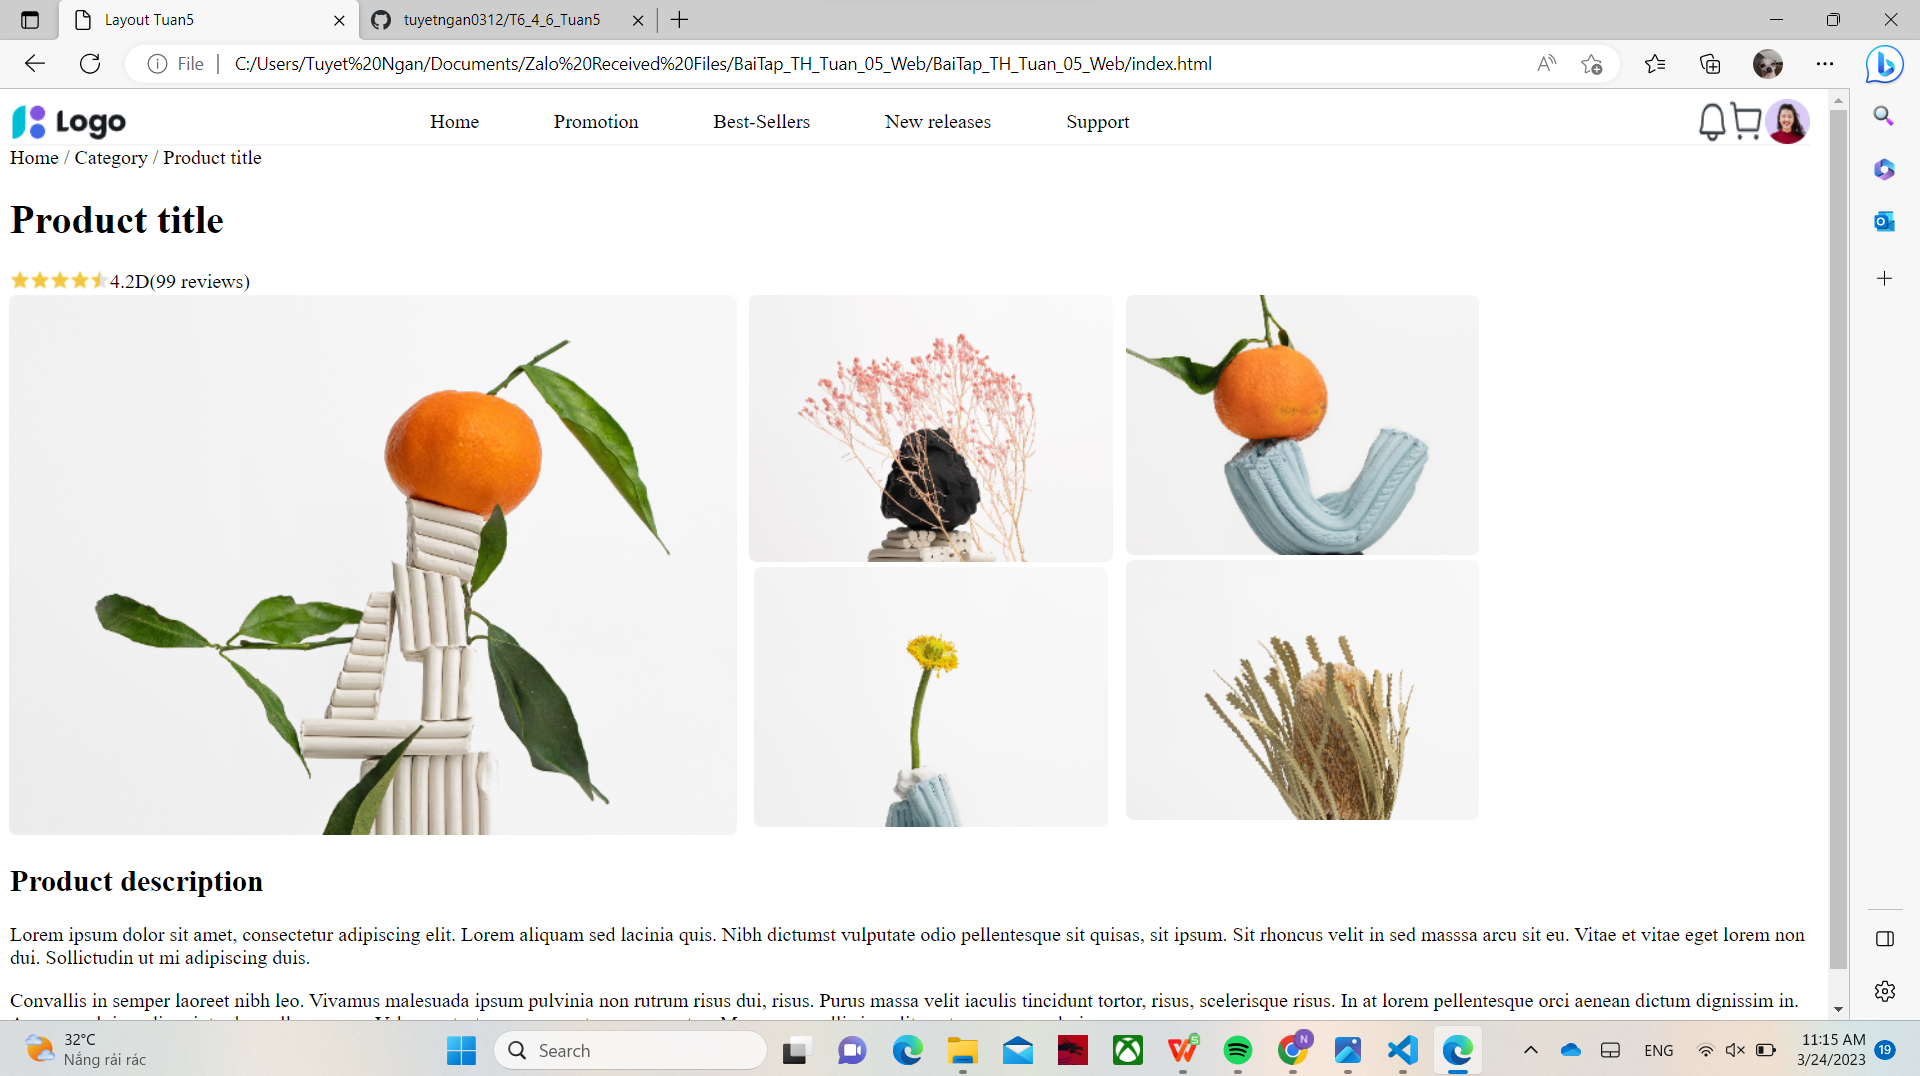 Layout Tuan5
tuyetngan0312/T6_4_6_Tuan5
File
C:/Users/Tuyet%20Ngan/Documents/Zalo%20Received%20Files/BaiTap_TH_Tuan_05_Web/BaiTap_TH_Tuan_05_Web/index.html
Logo
Home
Promotion
Best-Sellers
New releases
Support
Home / Category / Product title
Product title
4.2D(99 reviews)
Product description
Lorem ipsum dolor sit amet, consectetur adipiscing elit. Lorem aliquam sed lacinia quis. Nibh dictumst vulputate odio pellentesque sit quisas, sit ipsum. Sit rhoncus velit in sed masssa arcu sit eu. Vitae et vitae eget lorem non
dui. Sollictudin ut mi adipiscing duis.
Convallis in semper laoreet nibh leo. Vivamus malesuada ipsum pulvinia non rutrum risus dui, risus. Purus massa velit iaculis tincidunt tortor, risus, scelerisque risus. In at lorem pellentesque orci aenean dictum dignissim in.
32°C
Nắng rải rác
Search
ENG
11:15 AM
3/24/2023
19